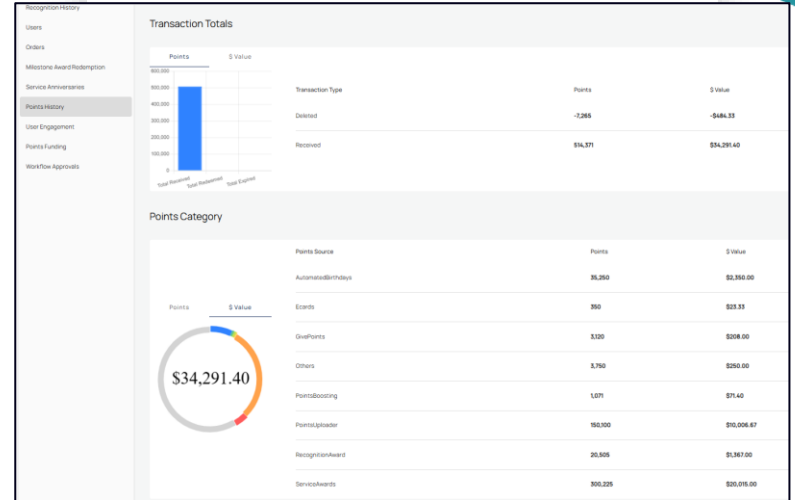 Recognition History
Users
Orders
Milestone Award Redemption
Service Anniversaries
Points History
User Engagement
Points Funding
Workflow Approvals
Transaction Totals
Points $ Value
600,000
500,000
400,000
300,000
200,000
100,000
0
Total Received Total Redeemed Total Expired
Transaction Type Points $ Value
Deleted -7,265 -$484.33
Received 514,371 $34,291.40
Points Category
Points $ Value
$34,291.40
Points Source Points $ Value
AutomatedBirthdays 35,250 $2,350.00
Ecards 350 $23.33
GivePoints 3,120 $208.00
Others 3,750 $250.00
PointsBoosting 1,071 $71.40
PointsUploader 150,100 $10,006.67
RecognitionAward 20,505 $1,367.00
ServiceAwards 300,225 $20,015.00